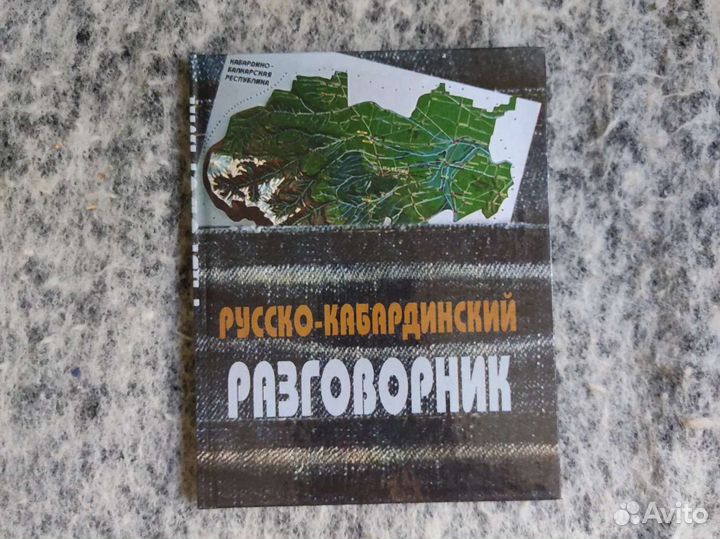 КАБАРДИНО-
БАЛКАРСКАЯ
РЕСПУБЛИКА
РУССКО-КАБАРДИНСКИЙ
РАЗГОВОРНИК
Avito